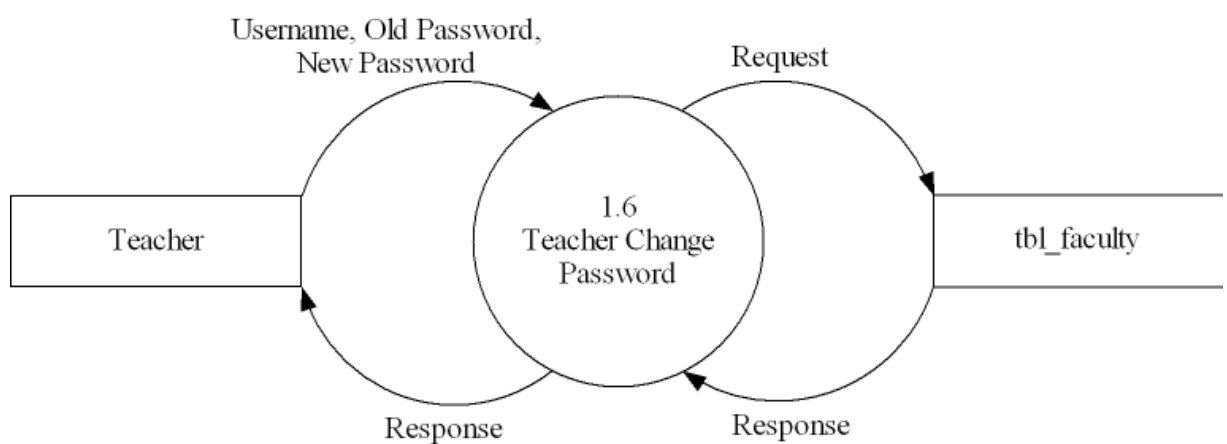 Username, Old Password,
New Password
Request
Teacher
1.6
Teacher Change
Password
tbl_faculty
Response
Response